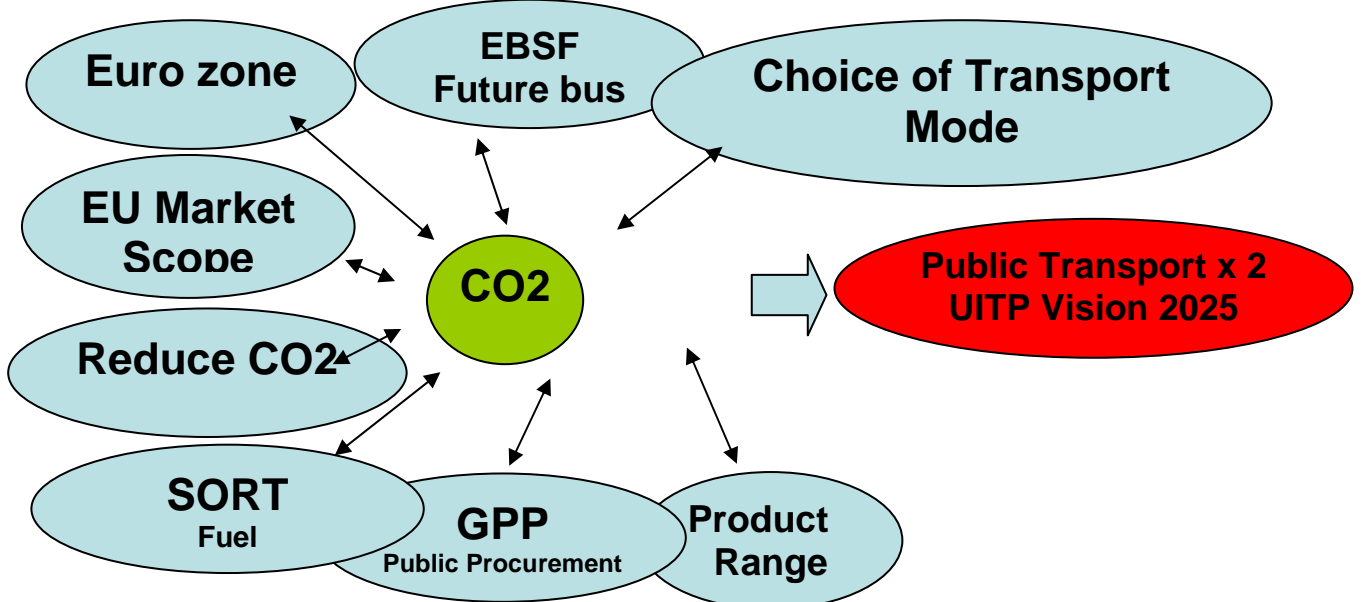 Euro zone
EBSF
Future bus
Choice of Transport
Mode
EU Market
Scope
CO2
Public Transport x 2
UITP Vision 2025
Reduce CO2
SORT
Fuel
GPP
Public Procurement
Product
Range